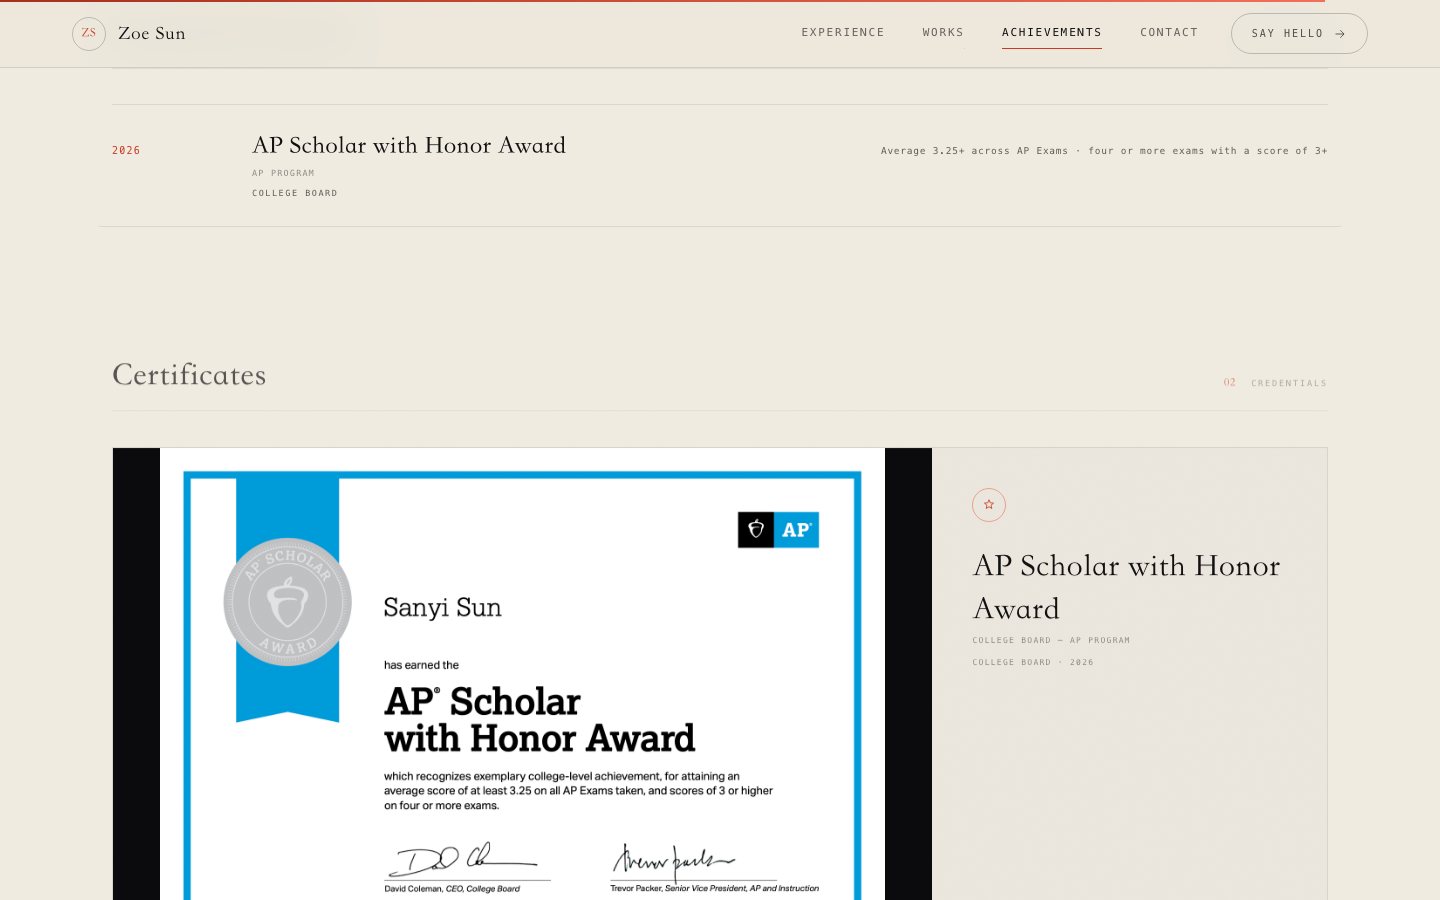 ZS Zoe Sun EXPERIENCE WORKS ACHIEVEMENTS CONTACT SAY HELLO →
2026 AP Scholar with Honor Award Average 3.25+ across AP Exams · four or more exams with a score of 3+
AP PROGRAM
COLLEGE BOARD
Certificates 02 CREDENTIALS
AP®
AP SCHOLAR
AWARD
Sanyi Sun
has earned the
AP® Scholar
with Honor Award
which recognizes exemplary college-level achievement, for attaining an
average score of at least 3.25 on all AP Exams taken, and scores of 3 or higher
on four or more exams.
David Coleman, CEO, College Board
Trevor Packer, Senior Vice President, AP and Instruction
AP Scholar with Honor
Award
COLLEGE BOARD — AP PROGRAM
COLLEGE BOARD · 2026